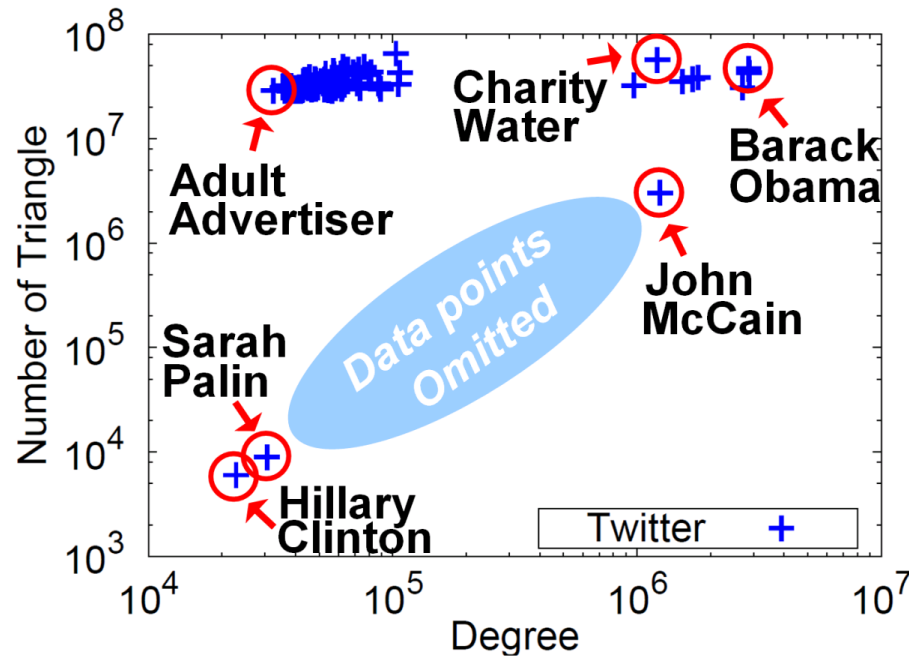 10^8
10^7
10^6
10^5
10^4
10^3
Number of Triangle
Adult
Advertiser
Charity
Water
Barack
Obama
John
McCain
Data points
Omitted
Sarah
Palin
Hillary
Clinton
Twitter
10^4
10^5
10^6
10^7
Degree